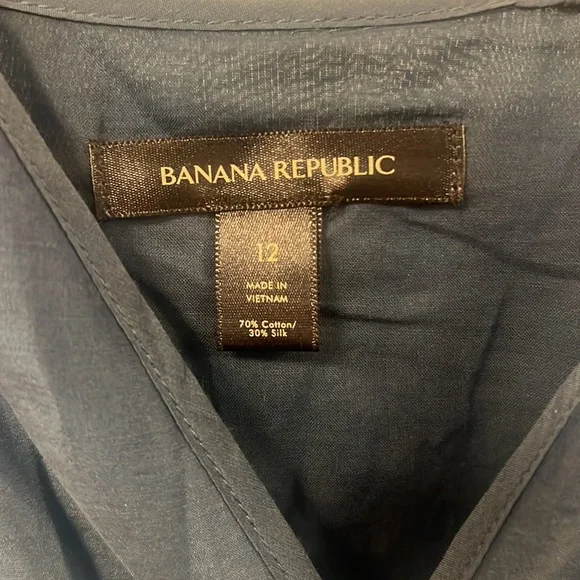 BANANA REPUBLIC
12
MADE IN
VIETNAM
70% Cotton/
30% Silk